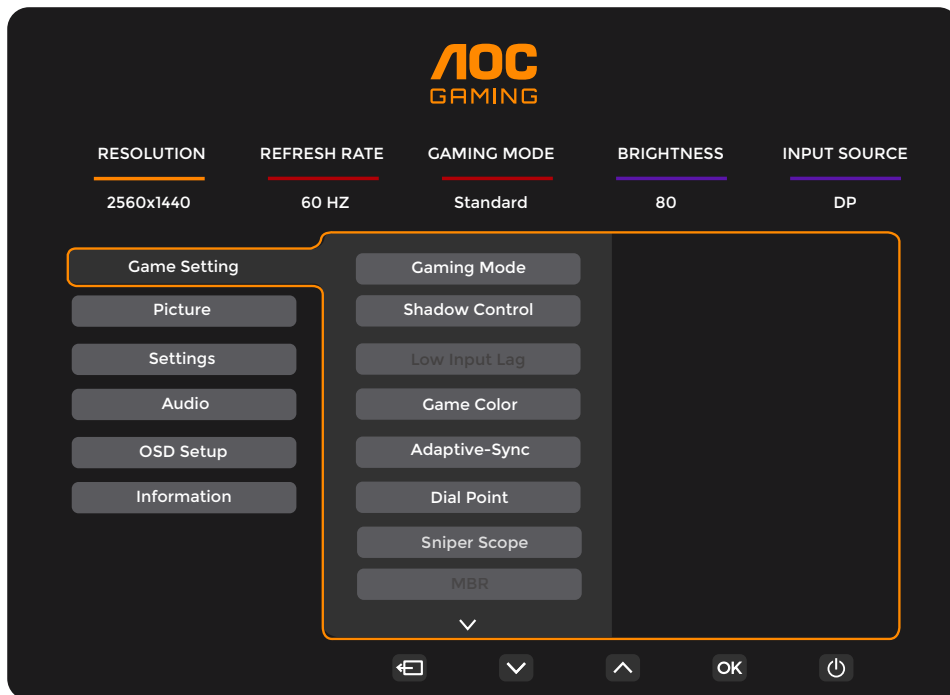 AOC
GAMING
RESOLUTION REFRESH RATE GAMING MODE BRIGHTNESS INPUT SOURCE
2560x1440 60 HZ Standard 80 DP
Game Setting
Picture
Settings
Audio
OSD Setup
Information
Gaming Mode
Shadow Control
Low Input Lag
Game Color
Adaptive-Sync
Dial Point
Sniper Scope
MBR
OK